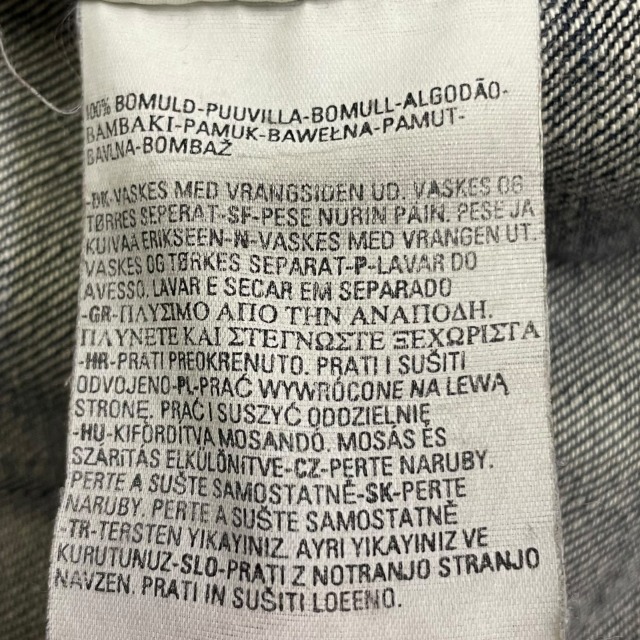 100% BOMULD-PUUVILLA-BOMULL-ALGODÃO-
BAMBAKI-PAMUK-BAWEŁNA-PAMUT-
BAVLNA-BOMBAŽ
-DK-VASKES MED VRANGSIDEN UD. VASKES OG
TØRRES SEPERAT-SF-PESE NURIN PÄIN. PESE JA
KUIVAA ERIKSEEN-N-VASKES MED VRANGEN UT.
VASKES OG TØRKES SEPARAT-P-LAVAR DO
AVESSO. LAVAR E SECAR EM SEPARADO
-GR-ΠΛΥΣΙΜΟ ΑΠΟ ΤΗΝ ΑΝΑΠΟΔΗ.
ΠΛΥΝΕΤΕ ΚΑΙ ΣΤΕΓΝΩΣΤΕ ΞΕΧΩΡΙΣΤΑ
-HR-PRATI PREOKRENUTO. PRATI I SUŠITI
ODVOJENO-PL-PRAĆ WYWRÓCONE NA LEWĄ
STRONĘ. PRAĆ I SUSZYĆ ODDZIELNIE
-HU-KIFORDÍTVA MOSANDÓ. MOSÁS ÉS
SZÁRÍTÁS ELKÜLÖNÍTVE-CZ-PERTE NARUBY.
PERTE A SUŠTE SAMOSTATNĚ-SK-PERTE
NARUBY. PERTE A SUŠTE SAMOSTATNĚ
-TR-TERSTEN YIKAYINIZ. AYRI YIKAYINIZ VE
KURUTUNUZ-SLO-PRATI Z NOTRANJO STRANJO
NAVZEN. PRATI IN SUŠITI LOEENO.